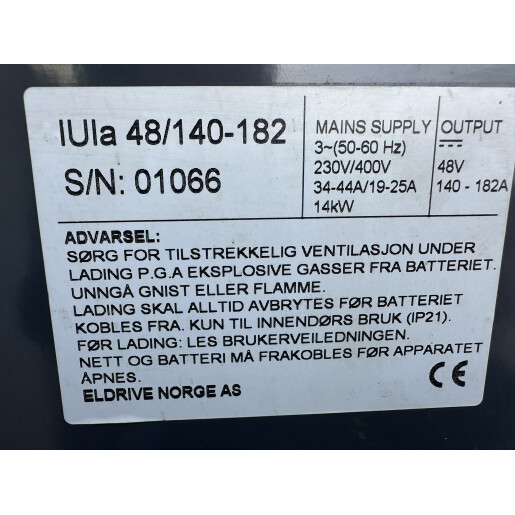 IUIa 48/140-182
S/N: 01066
MAINS SUPPLY
3~(50-60 Hz)
230V/400V
34-44A/19-25A
14kW
OUTPUT
48V
140 - 182A
ADVARSEL:
SØRG FOR TILSTREKKELIG VENTILASJON UNDER
LADING P.G.A EKSPLOSIVE GASSER FRA BATTERIET.
UNNGÅ GNIST ELLER FLAMME.
LADING SKAL ALLTID AVBRYTES FØR BATTERIET
KOBLES FRA. KUN TIL INNENDØRS BRUK (IP21).
FØR LADING: LES BRUKERVEILEDNINGEN.
NETT OG BATTERI MÅ FRAKOBLES FØR APPARATET
ÅPNES.
ELDRIVE NORGE AS
CE